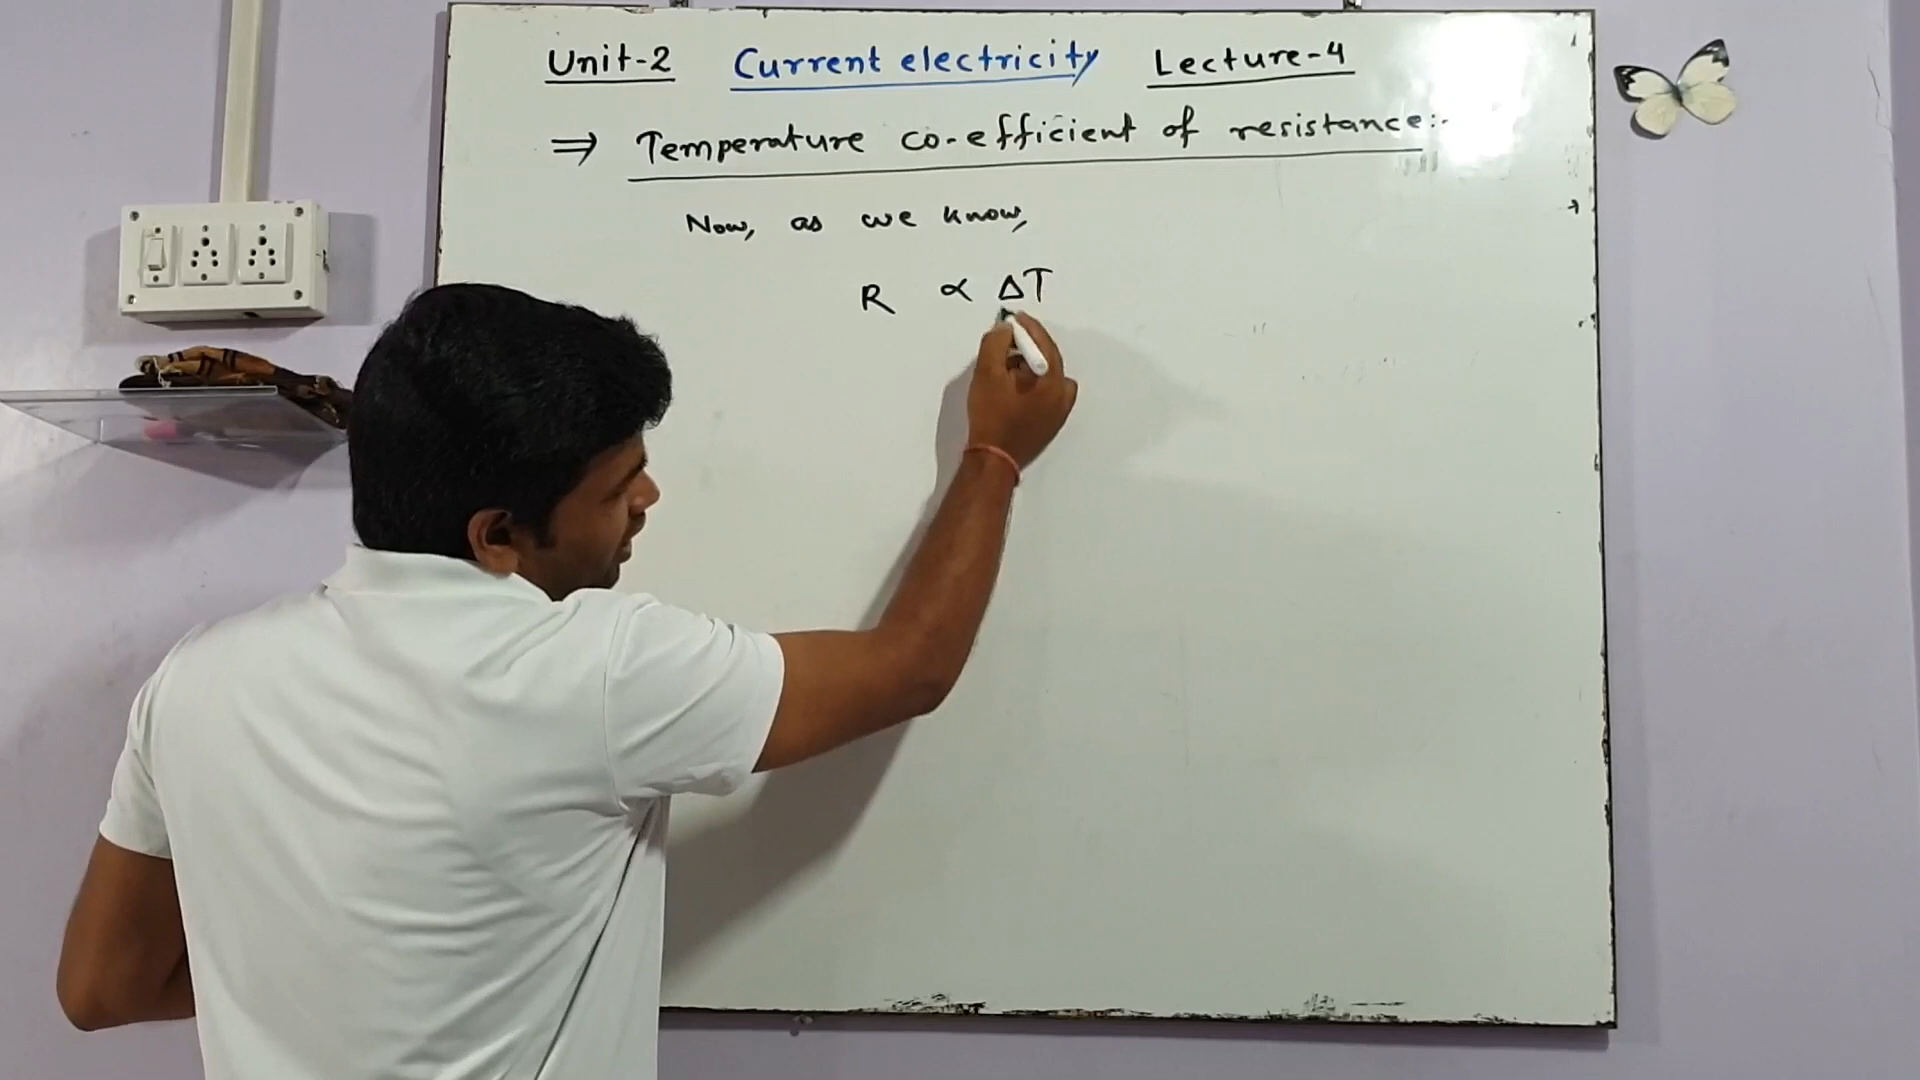 Unit-2 Current electricity Lecture-4
⇒ Temperature co-efficient of resistance:-
Now, as we know,
R ∝ ΔT